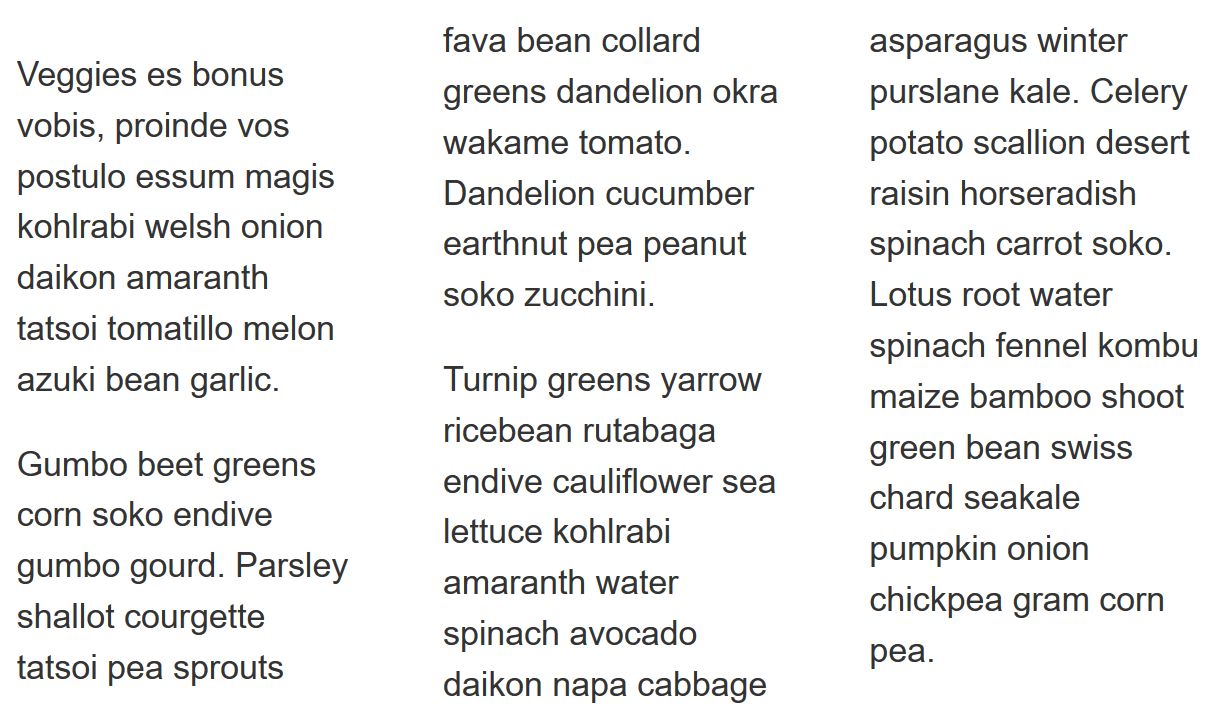 Veggies es bonus
vobis, proinde vos
postulo essum magis
kohlrabi welsh onion
daikon amaranth
tatsoi tomatillo melon
azuki bean garlic.
Gumbo beet greens
corn soko endive
gumbo gourd. Parsley
shallot courgette
tatsoi pea sprouts
fava bean collard
greens dandelion okra
wakame tomato.
Dandelion cucumber
earthnut pea peanut
soko zucchini.
Turnip greens yarrow
ricebean rutabaga
endive cauliflower sea
lettuce kohlrabi
amaranth water
spinach avocado
daikon napa cabbage
asparagus winter
purslane kale. Celery
potato scallion desert
raisin horseradish
spinach carrot soko.
Lotus root water
spinach fennel kombu
maize bamboo shoot
green bean swiss
chard seakale
pumpkin onion
chickpea gram corn
pea.